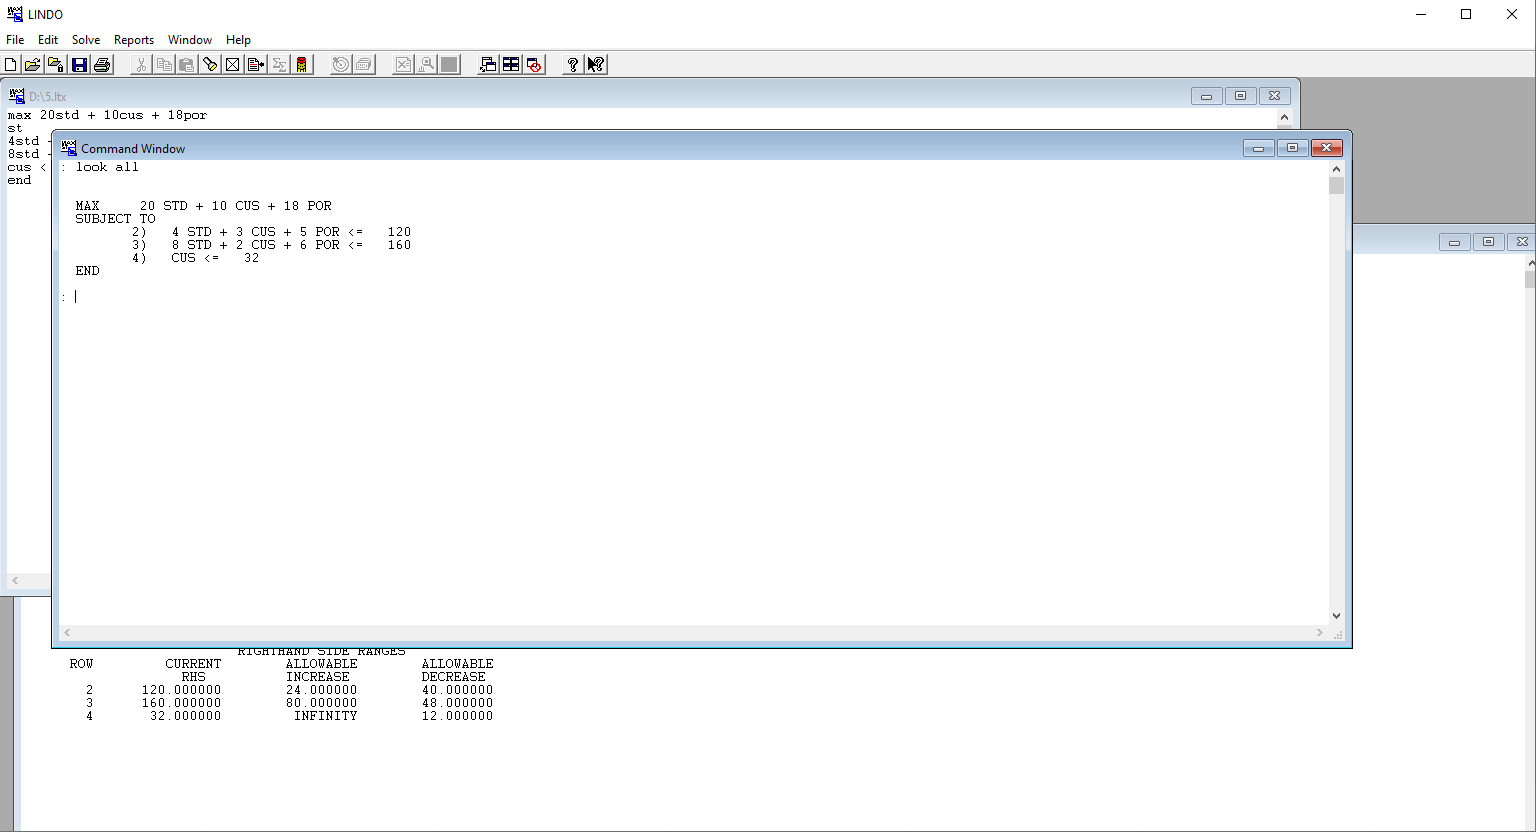 LINDO
File Edit Solve Reports Window Help
D:\5.ltx
max 20std + 10cus + 18por
st
4std -
8std -
cus <
end
Command Window
: look all
MAX 20 STD + 10 CUS + 18 POR
SUBJECT TO
2) 4 STD + 3 CUS + 5 POR <= 120
3) 8 STD + 2 CUS + 6 POR <= 160
4) CUS <= 32
END
:
RIGHTHAND SIDE RANGES
ROW CURRENT ALLOWABLE ALLOWABLE
RHS INCREASE DECREASE
2 120.000000 24.000000 40.000000
3 160.000000 80.000000 48.000000
4 32.000000 INFINITY 12.000000